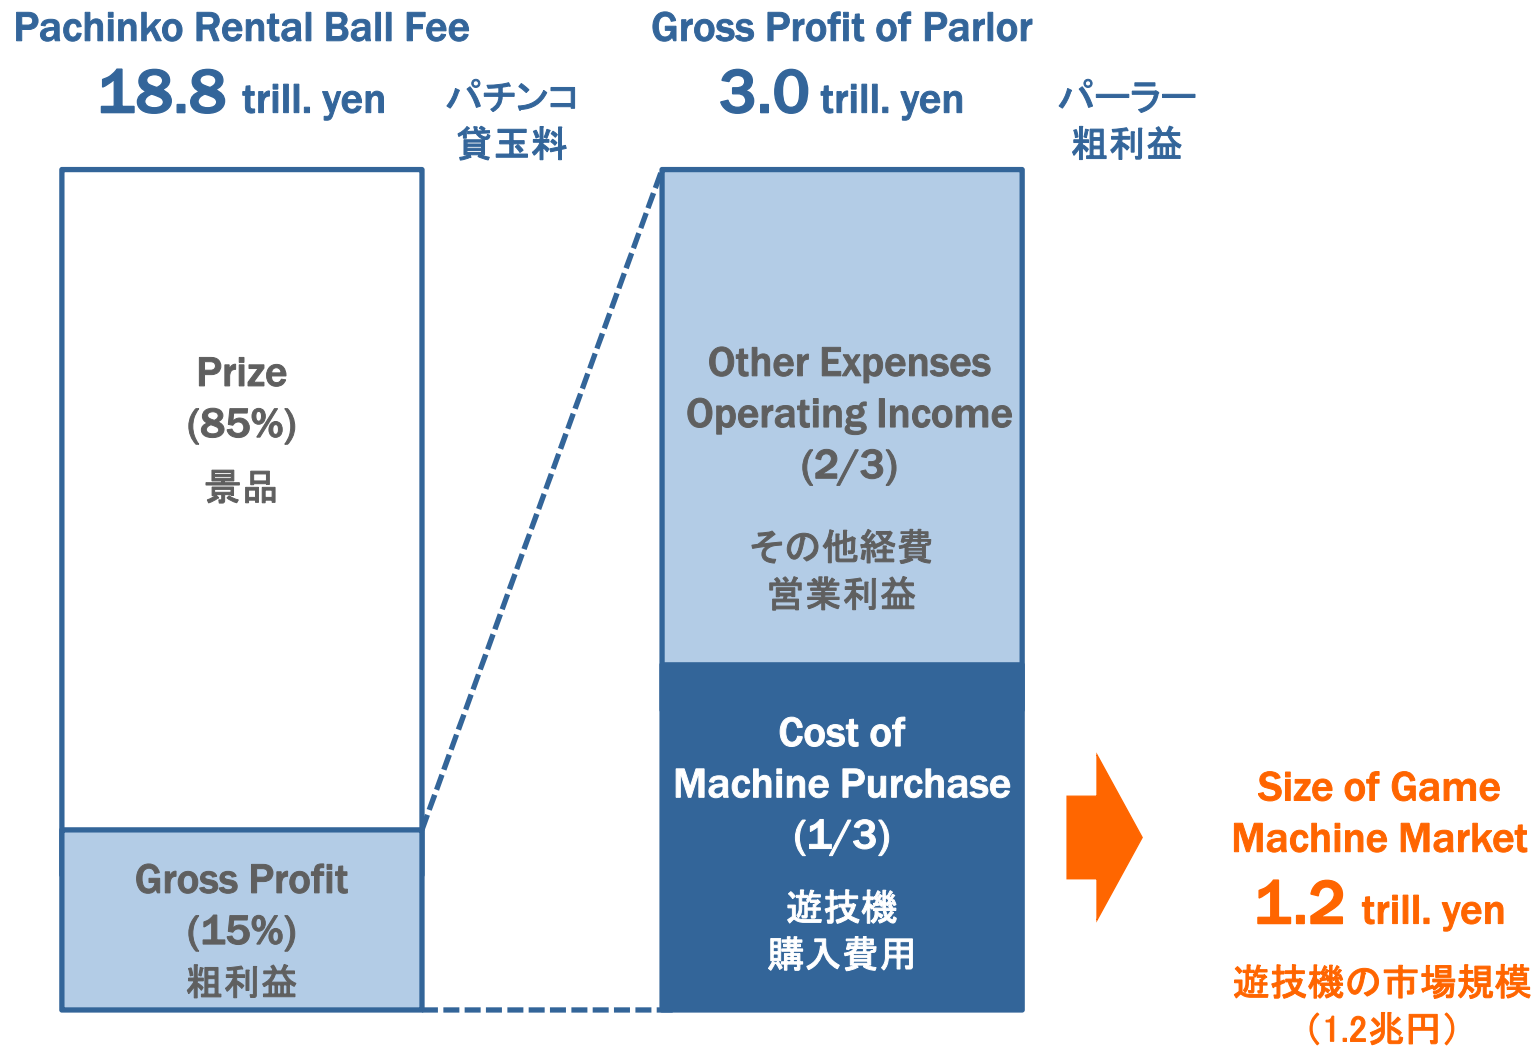 Pachinko Rental Ball Fee
18.8 trill. yen
パチンコ
貸玉料
Prize
(85%)
景品
Gross Profit
(15%)
粗利益
Gross Profit of Parlor
3.0 trill. yen
パーラー
粗利益
Other Expenses
Operating Income
(2/3)
その他経費
営業利益
Cost of
Machine Purchase
(1/3)
遊技機
購入費用
Size of Game
Machine Market
1.2 trill. yen
遊技機の市場規模
（1.2兆円）